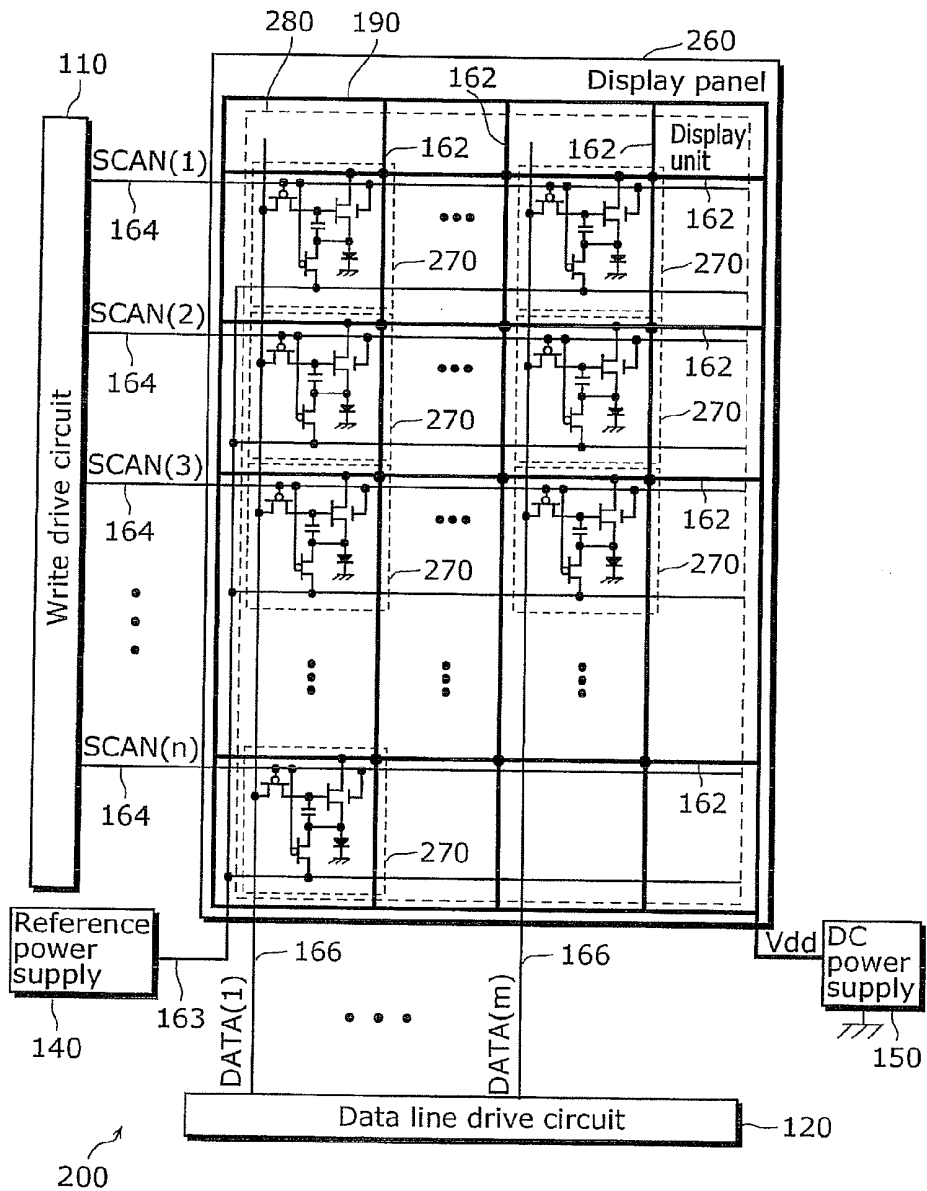 280
190
260
110
162
Display panel
162
162
Display
unit
SCAN(1)
164
162
270
270
SCAN(2)
164
162
270
270
SCAN(3)
164
162
270
270
Write drive circuit
SCAN(n)
164
162
270
Reference
power
supply
163
140
166
166
Vdd
DC
power
supply
150
DATA(1)
DATA(m)
Data line drive circuit
120
200